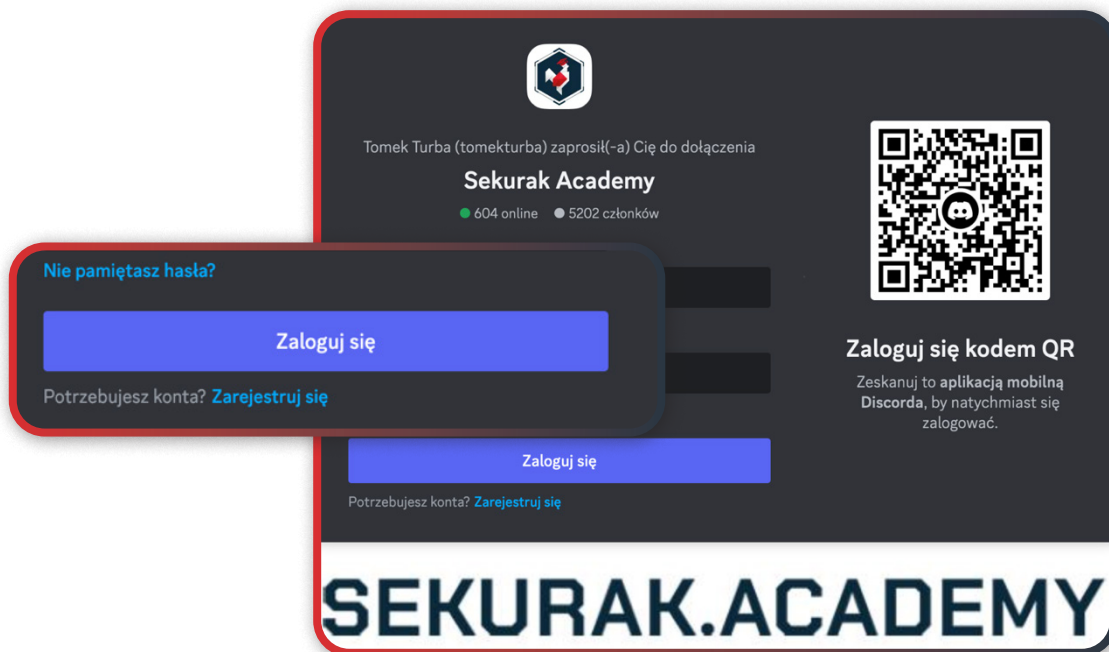 Tomek Turba (tomekturba) zaprosił(-a) Cię do dołączenia
Sekurak Academy
604 online 5202 członków
Nie pamiętasz hasła?
Zaloguj się
Potrzebujesz konta? Zarejestruj się
Zaloguj się
Potrzebujesz konta? Zarejestruj się
Zaloguj się kodem QR
Zeskanuj to aplikacją mobilną
Discorda, by natychmiast się
zalogować.
SEKURAK.ACADEMY